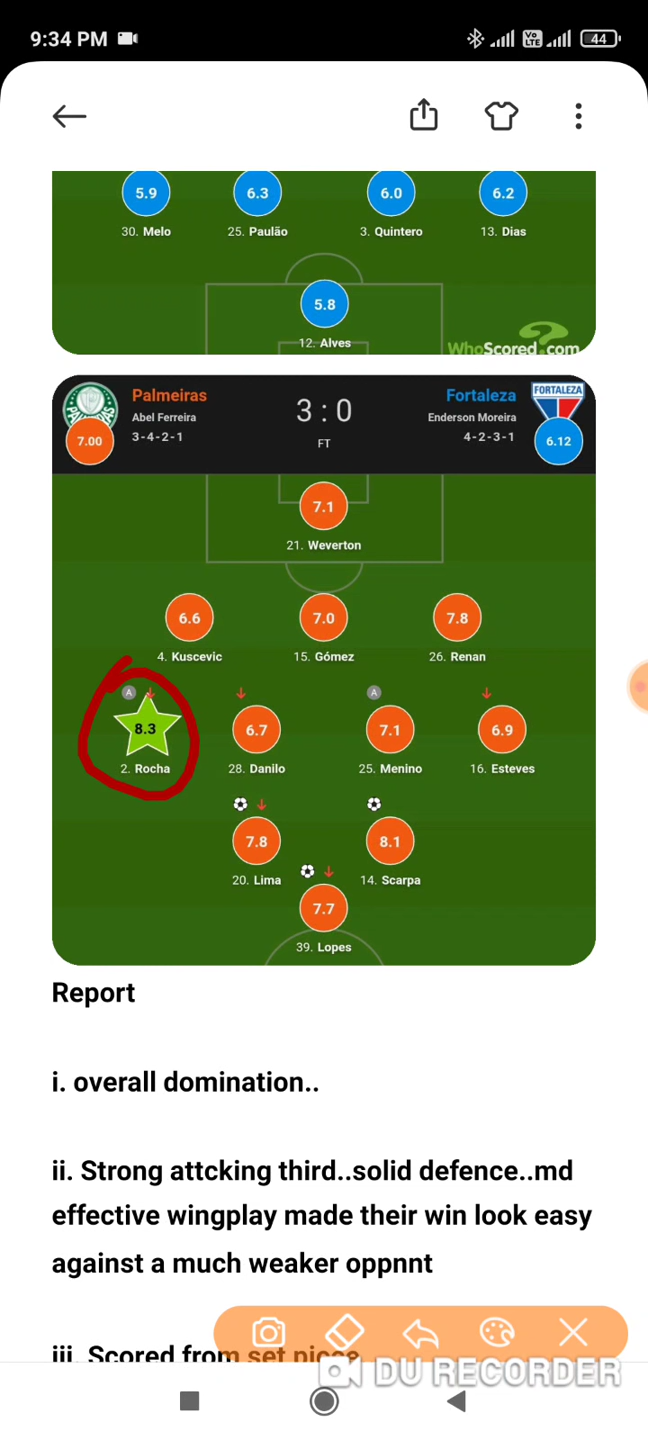 9:34 PM
Vo LTE
44
5.9 6.3 6.0 6.2
30. Melo 25. Paulão 3. Quintero 13. Dias
5.8
12. Alves
WhoScored.com
Palmeiras 3 : 0 Fortaleza
FORTALEZA
PALMEIRAS
Abel Ferreira Enderson Moreira
7.00 3-4-2-1 FT 4-2-3-1 6.12
7.1
21. Weverton
6.6 7.0 7.8
4. Kuscevic 15. Gómez 26. Renan
A A
8.3 6.7 7.1 6.9
2. Rocha 28. Danilo 25. Menino 16. Esteves
7.8 8.1
20. Lima 14. Scarpa
7.7
39. Lopes
Report
i. overall domination..
ii. Strong attcking third..solid defence..md
effective wingplay made their win look easy
against a much weaker oppnnt
iii. Scored from set piece
DU RECORDER